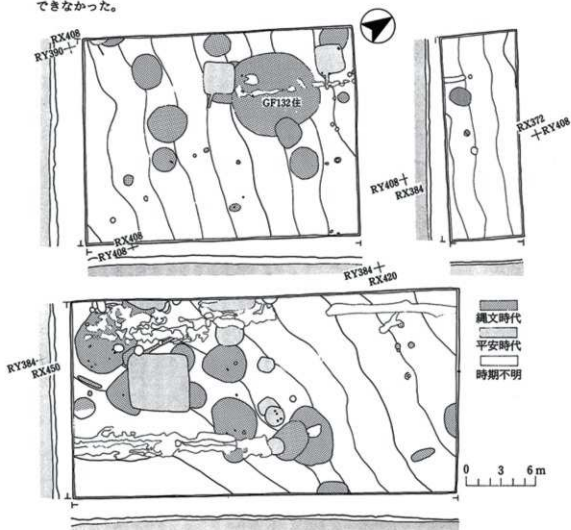 できなかった。
RX408
RY390
GF132住
RX372
RY408
RY408
RX384
RX408
RY408
RY384
RX420
RY384
RX450
縄文時代
平安時代
時期不明
0 3 6m